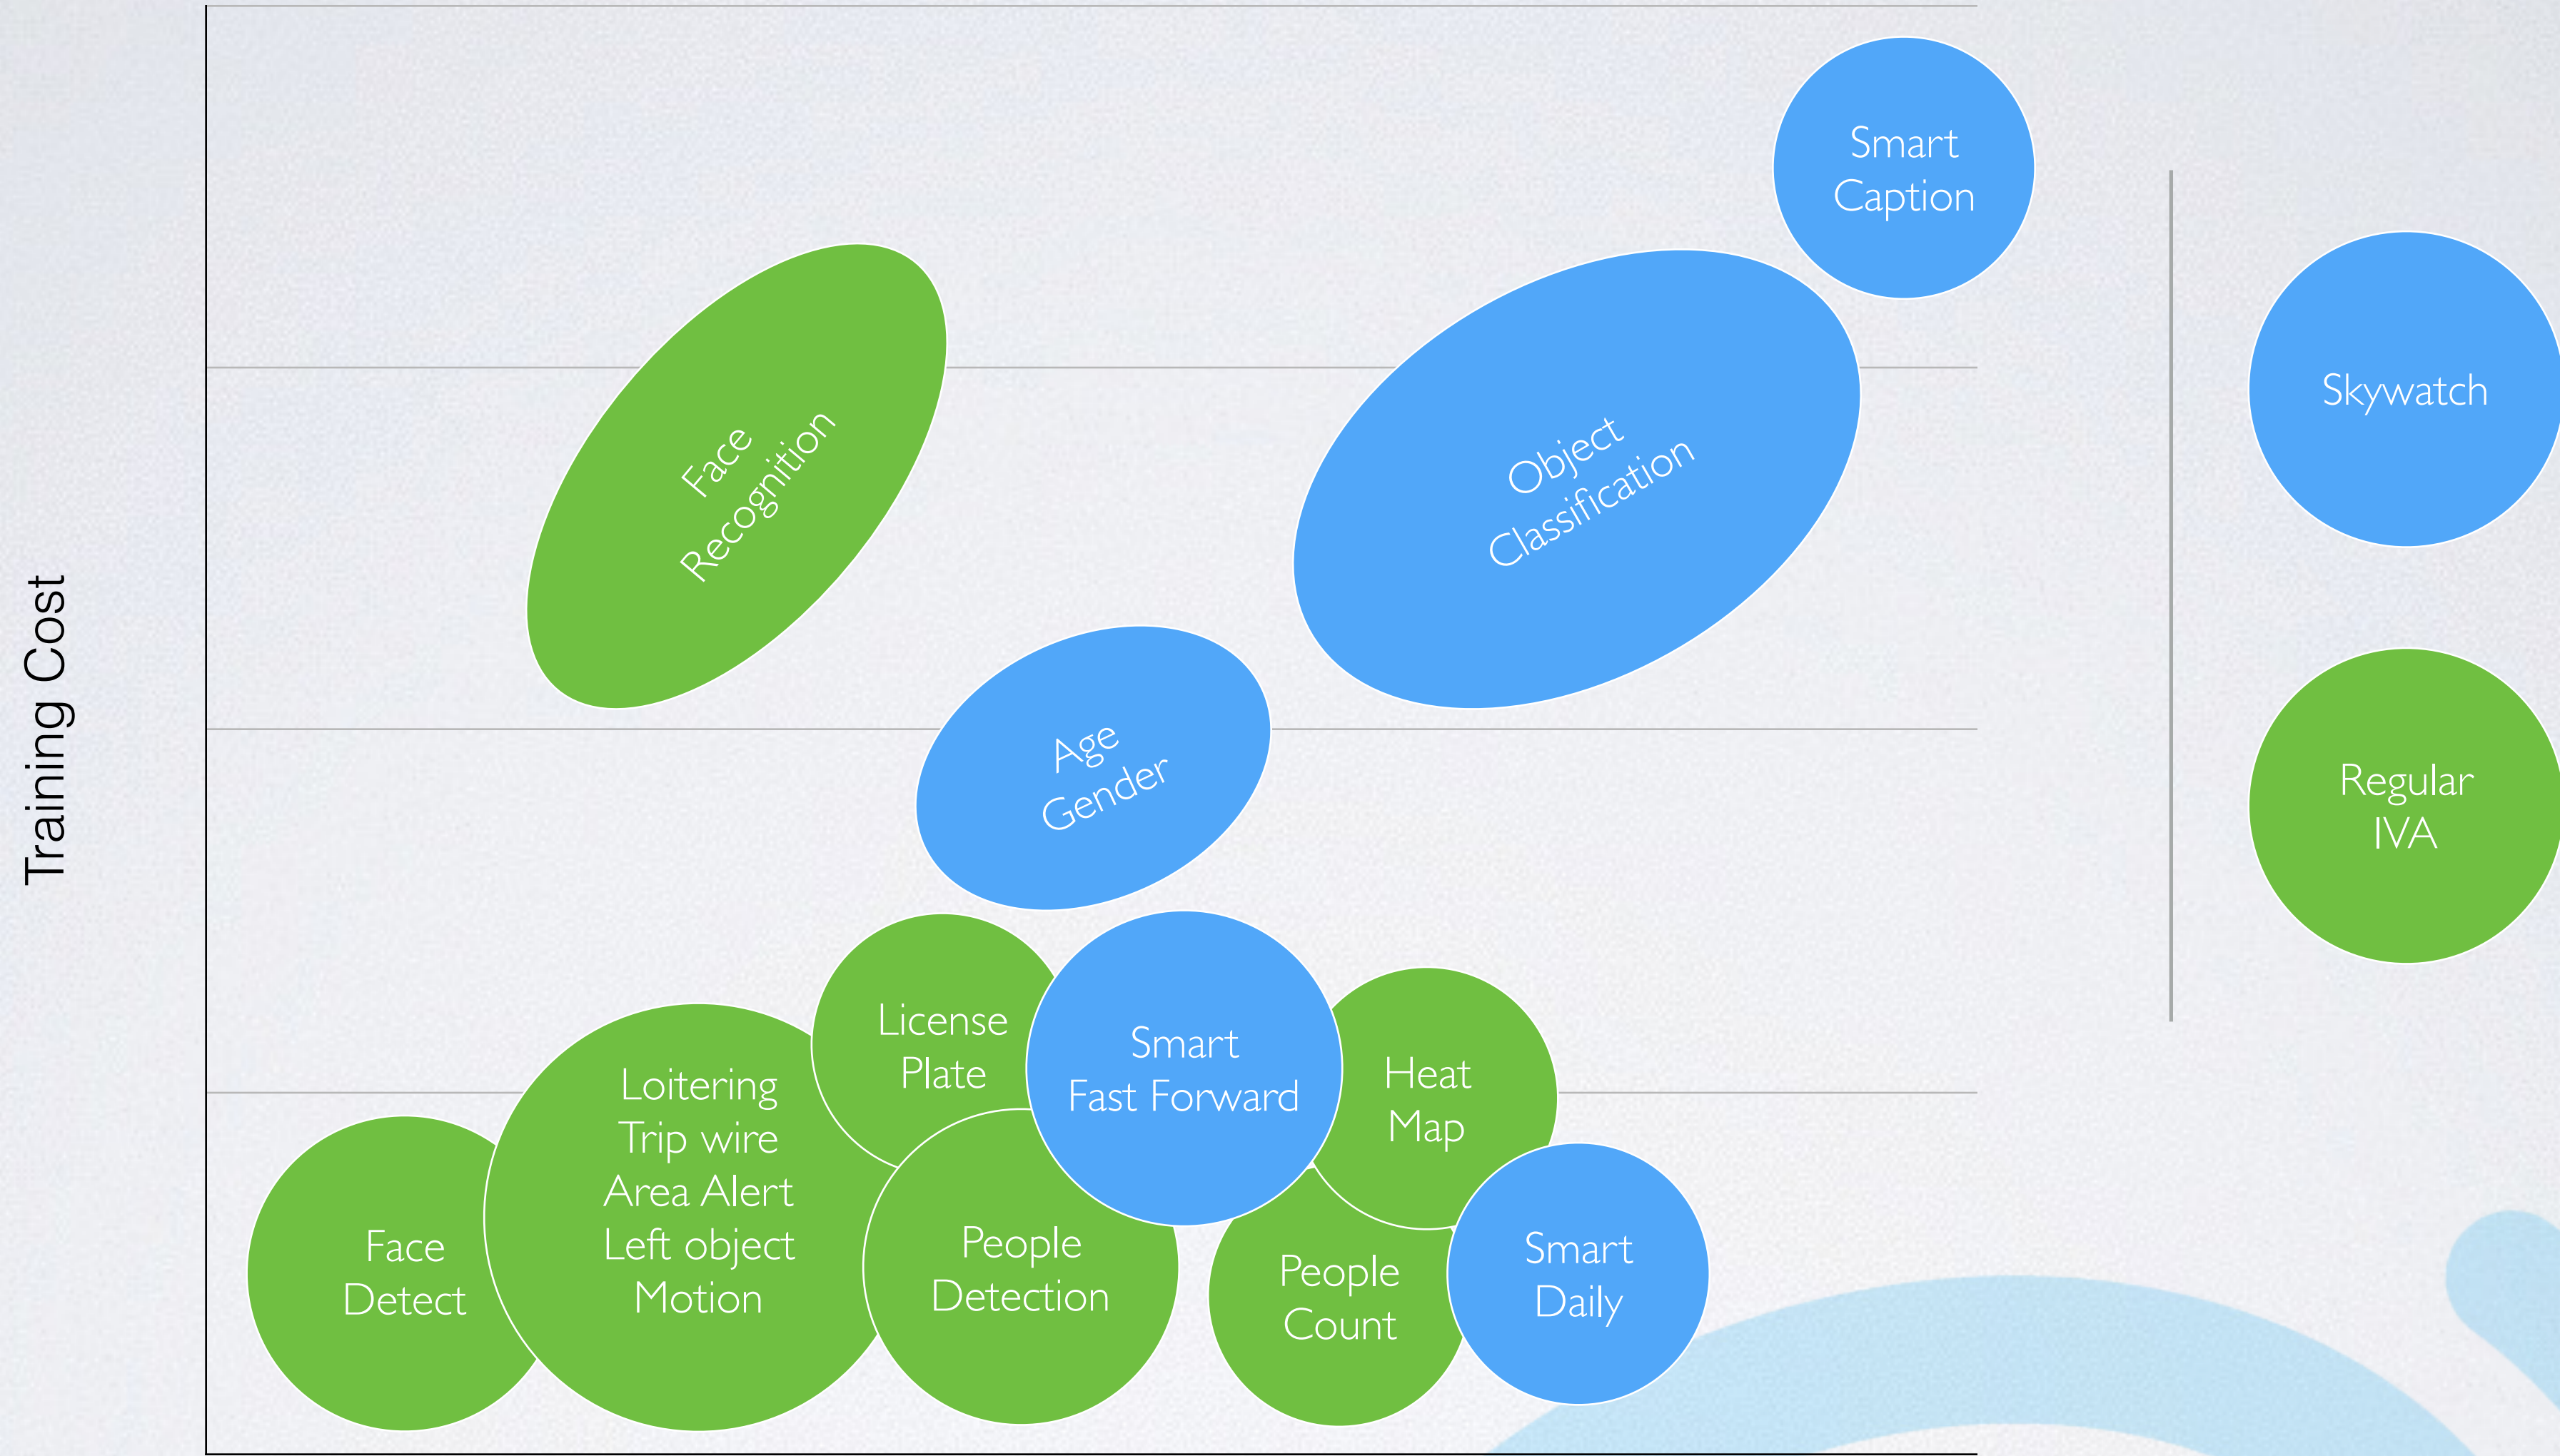 Training Cost
Smart
Caption
Face
Recognition
Object
Classification
Skywatch
Age
Gender
Regular
IVA
License
Plate
Smart
Fast Forward
Heat
Map
Loitering
Trip wire
Area Alert
Left object
Motion
Face
Detect
People
Detection
People
Count
Smart
Daily